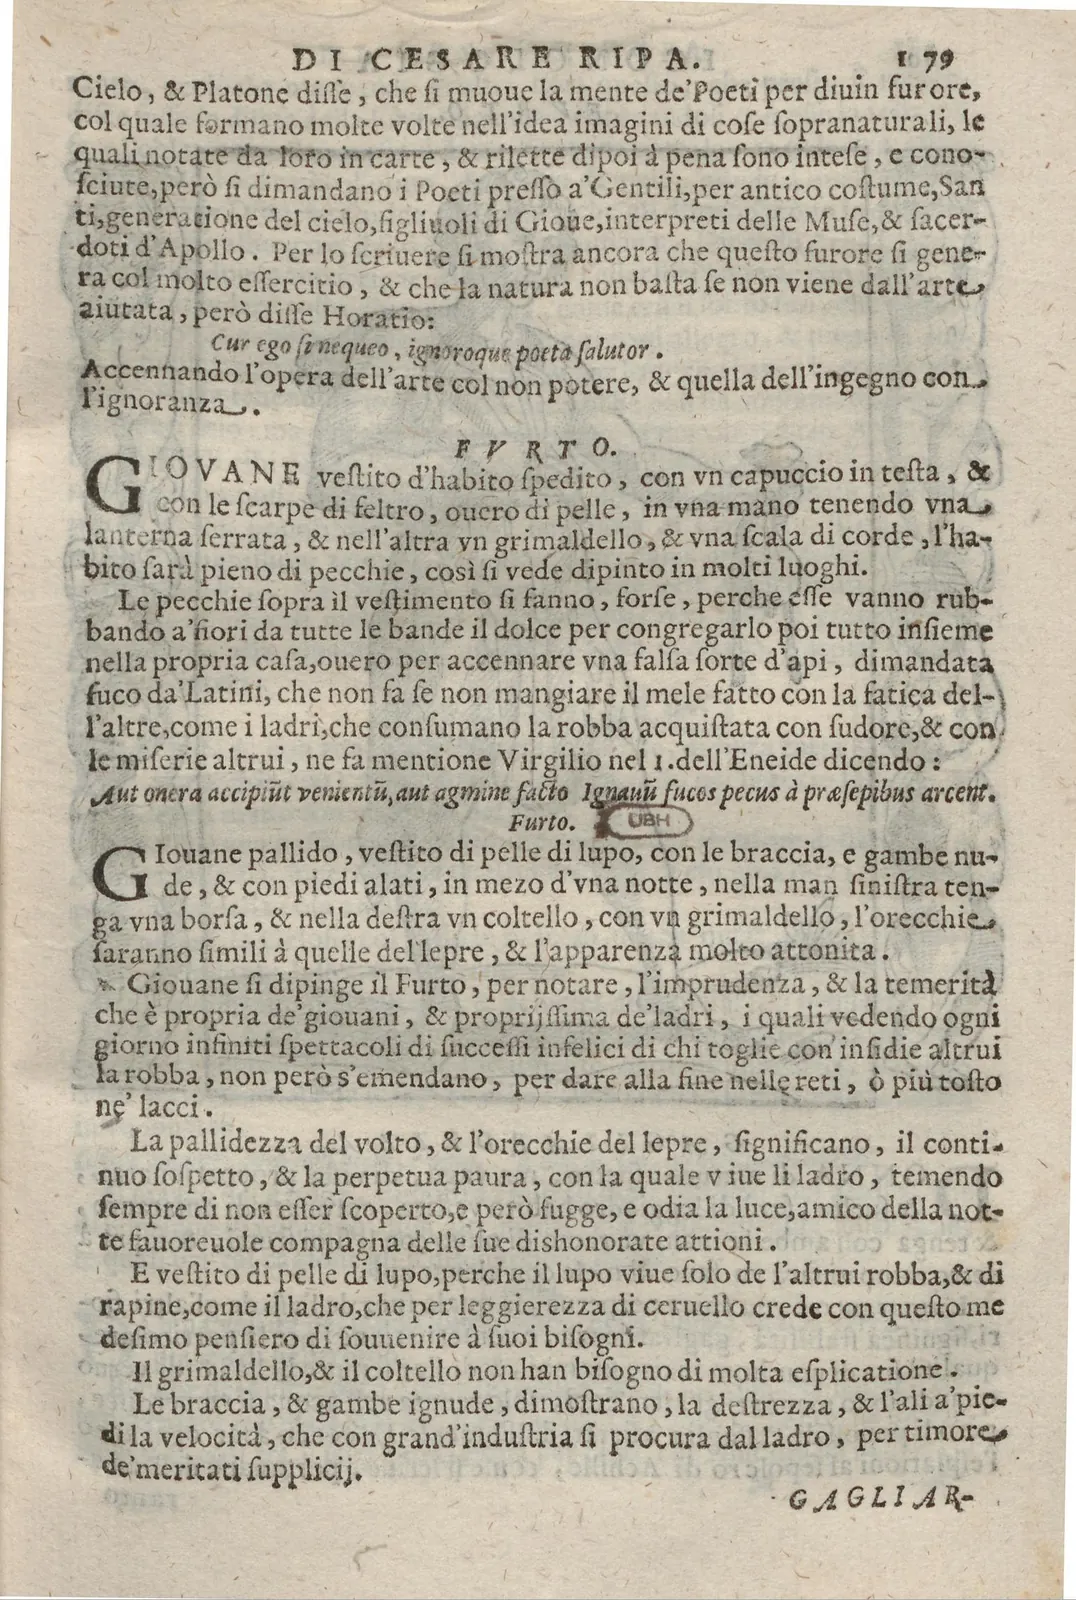 DI CESARE RIPA. 179
Cielo, & Platone disse, che si muoue la mente de'Poeti per diuin furore,
col quale formano molte volte nell'idea imagini di cose sopranaturali, le
quali notate da loro in carte, & rilette dipoi à pena sono intese, e cono-
sciute, però si dimandano i Poeti presso a'Gentili, per antico costume, San
ti, generatione del cielo, figliuoli di Gioue, interpreti delle Muse, & sacer-
doti d'Apollo. Per lo scriuere si mostra ancora che questo furore si gene-
ra col molto essercitio, & che la natura non basta se non viene dall'arte
aiutata, però disse Horatio:
Cur ego si nequeo, ignoroque poeta salutor.
Accennando l'opera dell'arte col non potere, & quella dell'ingegno con
l'ignoranza.
FVRTO.
GIOVANE vestito d'habito spedito, con vn capuccio in testa, &
con le scarpe di feltro, ouero di pelle, in vna mano tenendo vna
lanterna serrata, & nell'altra vn grimaldello, & vna scala di corde, l'ha-
bito sarà pieno di pecchie, così si vede dipinto in molti luoghi.
Le pecchie sopra il vestimento si fanno, forse, perche esse vanno rub-
bando a'fiori da tutte le bande il dolce per congregarlo poi tutto insieme
nella propria casa, ouero per accennare vna falsa sorte d'api, dimandata
fuco da'Latini, che non fa se non mangiare il mele fatto con la fatica del-
l'altre, come i ladri, che consumano la robba acquistata con sudore, & con
le miserie altrui, ne fa mentione Virgilio nel 1. dell'Eneide dicendo:
Aut onera accipiũt venientũ, aut agmine facto Ignauũ fucos pecus à præsepibus arcent.
Furto. UBH
GIouane pallido, vestito di pelle di lupo, con le braccia, e gambe nu-
de, & con piedi alati, in mezo d'vna notte, nella man sinistra ten-
ga vna borsa, & nella destra vn coltello, con vn grimaldello, l'orecchie
saranno simili à quelle del lepre, & l'apparenza molto attonita.
Giouane si dipinge il Furto, per notare, l'imprudenza, & la temerità
che è propria de'giouani, & proprijssima de'ladri, i quali vedendo ogni
giorno infiniti spettacoli di successi infelici di chi toglie con insidie altrui
la robba, non però s'emendano, per dare alla fine nelle reti, ò più tosto
ne' lacci.
La pallidezza del volto, & l'orecchie del lepre, significano, il conti-
nuo sospetto, & la perpetua paura, con la quale viue li ladro, temendo
sempre di non esser scoperto, e però fugge, e odia la luce, amico della not-
te fauoreuole compagna delle sue dishonorate attioni.
E vestito di pelle di lupo, perche il lupo viue solo de l'altrui robba, & di
rapine, come il ladro, che per leggierezza di ceruello crede con questo me
desimo pensiero di souuenire à suoi bisogni.
Il grimaldello, & il coltello non han bisogno di molta esplicatione.
Le braccia, & gambe ignude, dimostrano, la destrezza, & l'ali a'pie-
di la velocità, che con grand'industria si procura dal ladro, per timore
de'meritati supplicij.
GAGLIAR-